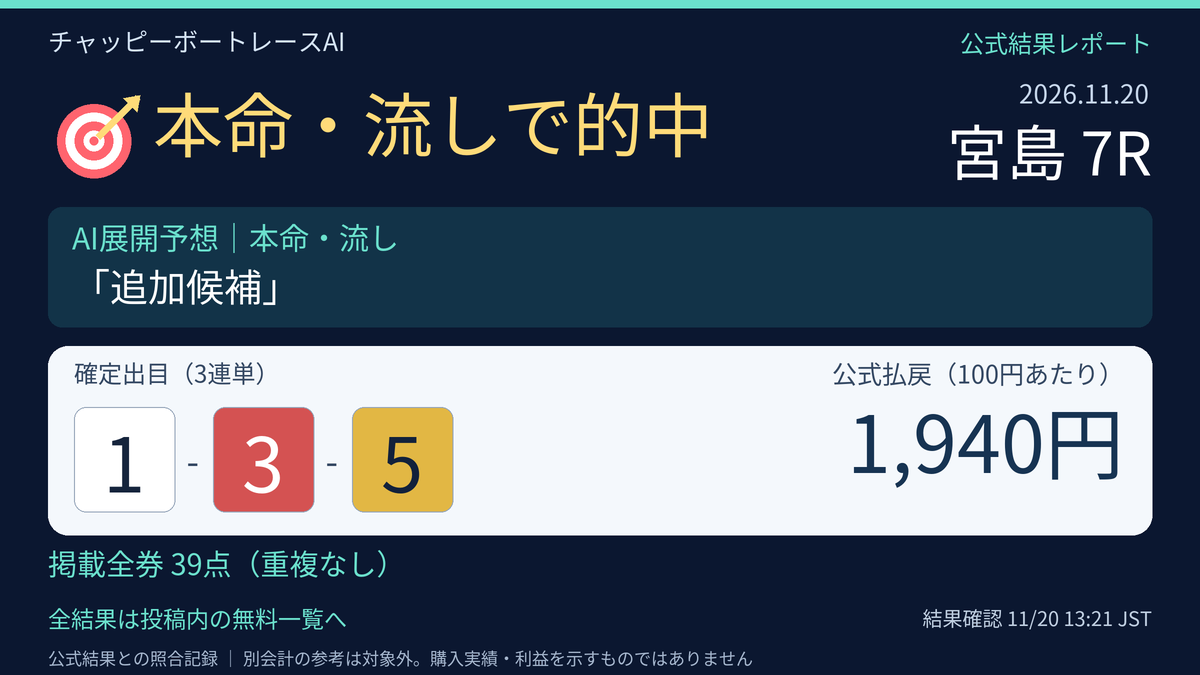 チャッピーボートレースAI
公式結果レポート
2026.11.20
本命・流しで的中
宮島 7R
AI展開予想｜本命・流し
「追加候補」
確定出目（3連単）
公式払戻（100円あたり）
1 - 3 - 5
1,940円
掲載全券 39点（重複なし）
全結果は投稿内の無料一覧へ
結果確認 11/20 13:21 JST
公式結果との照合記録｜別会計の参考は対象外。購入実績・利益を示すものではありません